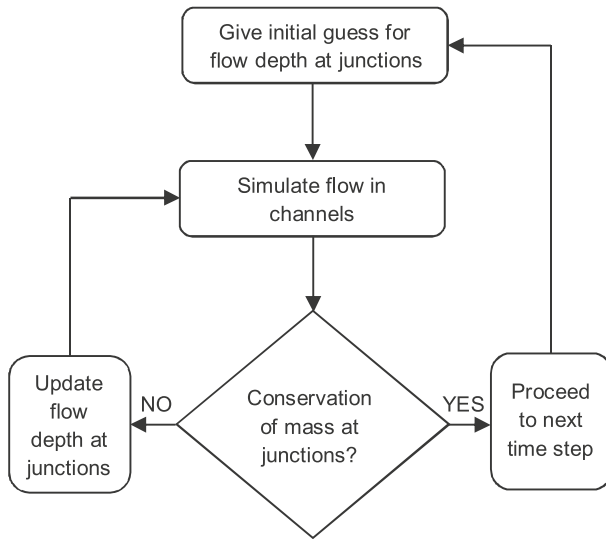 Give initial guess for
flow depth at junctions
Simulate flow in
channels
Conservation
of mass at
junctions?
NO
Update
flow
depth at
junctions
YES
Proceed
to next
time step